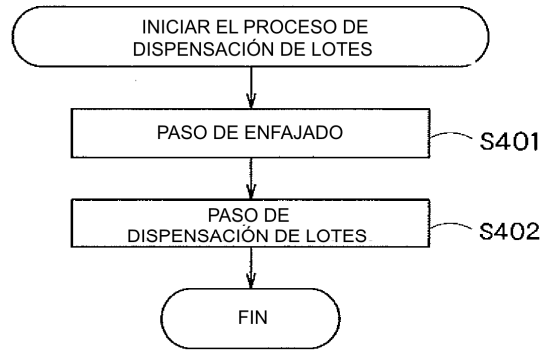 INICIAR EL PROCESO DE
DISPENSACIÓN DE LOTES
PASO DE ENFAJADO
S401
PASO DE
DISPENSACIÓN DE LOTES
S402
FIN